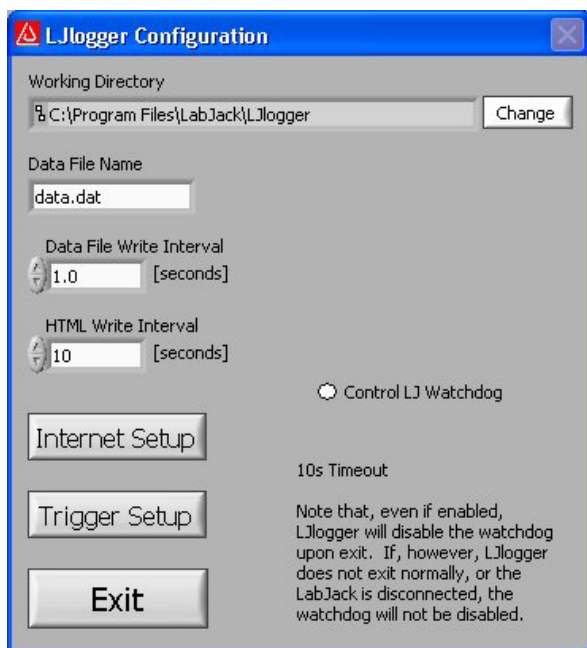 LJlogger Configuration
Working Directory
C:\Program Files\LabJack\LJlogger
Change
Data File Name
data.dat
Data File Write Interval
1.0
[seconds]
HTML Write Interval
10
[seconds]
Control LJ Watchdog
Internet Setup
10s Timeout
Trigger Setup
Note that, even if enabled,
LJlogger will disable the watchdog
upon exit. If, however, LJlogger
does not exit normally, or the
LabJack is disconnected, the
watchdog will not be disabled.
Exit